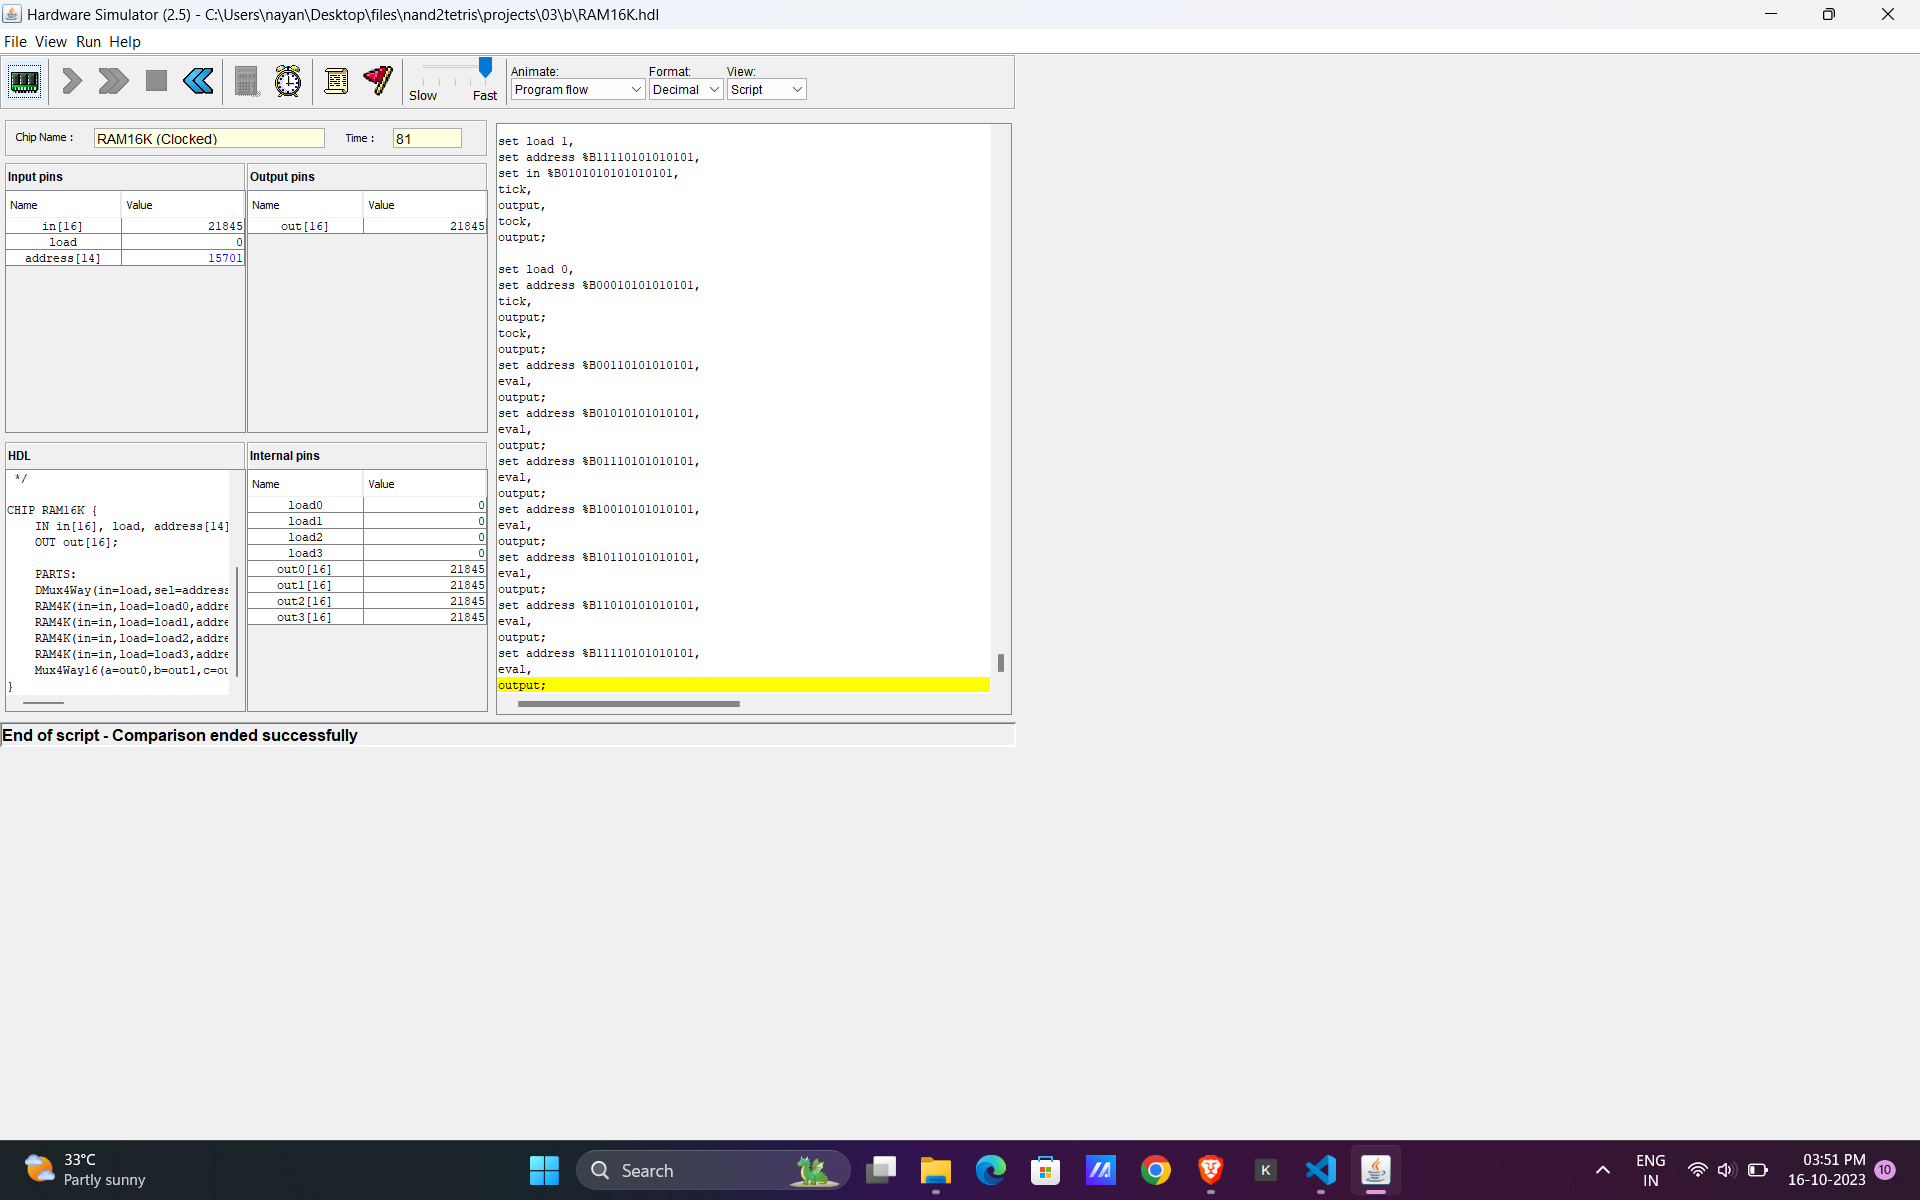 Hardware Simulator (2.5) - C:\Users\nayan\Desktop\files\nand2tetris\projects\03\b\RAM16K.hdl
File View Run Help
Slow Fast
Animate:
Program flow
Format:
Decimal
View:
Script
Chip Name :
RAM16K (Clocked)
Time :
81
Input pins
Name Value
in[16] 21845
load 0
address[14] 15701
Output pins
Name Value
out[16] 21845
HDL
*/
CHIP RAM16K {
IN in[16], load, address[14]
OUT out[16];
PARTS:
DMux4Way(in=load,sel=address
RAM4K(in=in,load=load0,addre
RAM4K(in=in,load=load1,addre
RAM4K(in=in,load=load2,addre
RAM4K(in=in,load=load3,addre
Mux4Way16(a=out0,b=out1,c=ou
}
Internal pins
Name Value
load0 0
load1 0
load2 0
load3 0
out0[16] 21845
out1[16] 21845
out2[16] 21845
out3[16] 21845
set load 1,
set address %B11110101010101,
set in %B0101010101010101,
tick,
output,
tock,
output;
set load 0,
set address %B00010101010101,
tick,
output;
tock,
output;
set address %B00110101010101,
eval,
output;
set address %B01010101010101,
eval,
output;
set address %B01110101010101,
eval,
output;
set address %B10010101010101,
eval,
output;
set address %B10110101010101,
eval,
output;
set address %B11010101010101,
eval,
output;
set address %B11110101010101,
eval,
output;
End of script - Comparison ended successfully
33°C
Partly sunny
Search
K
ENG
IN
03:51 PM
16-10-2023
10